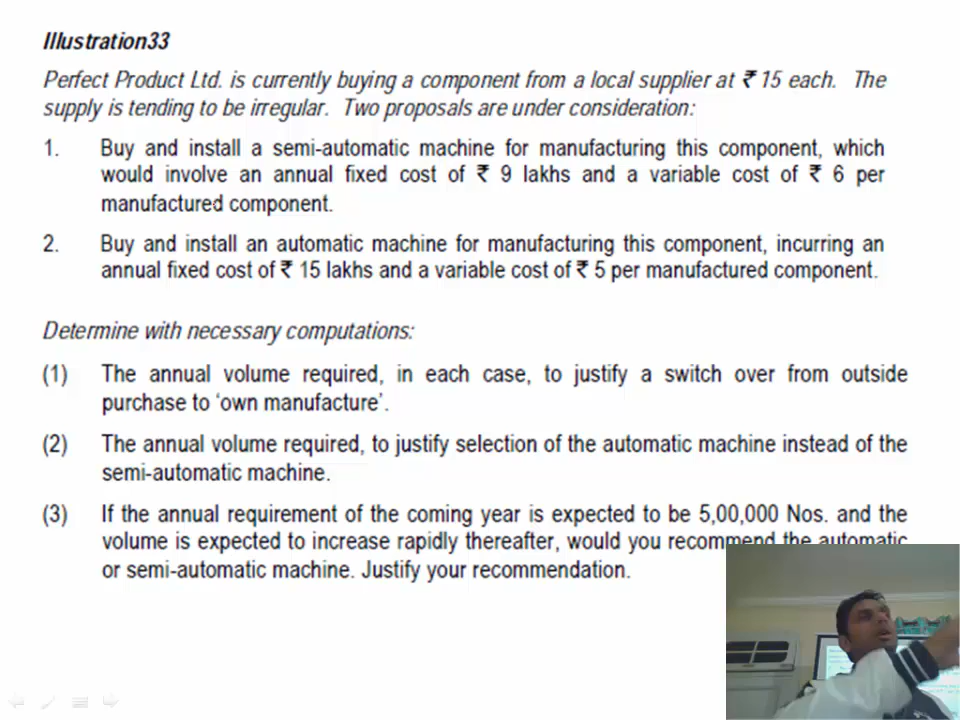 Illustration33
Perfect Product Ltd. is currently buying a component from a local supplier at ₹ 15 each. The
supply is tending to be irregular. Two proposals are under consideration:
1. Buy and install a semi-automatic machine for manufacturing this component, which
would involve an annual fixed cost of ₹ 9 lakhs and a variable cost of ₹ 6 per
manufactured component.
2. Buy and install an automatic machine for manufacturing this component, incurring an
annual fixed cost of ₹ 15 lakhs and a variable cost of ₹ 5 per manufactured component.
Determine with necessary computations:
(1) The annual volume required, in each case, to justify a switch over from outside
purchase to ‘own manufacture’.
(2) The annual volume required, to justify selection of the automatic machine instead of the
semi-automatic machine.
(3) If the annual requirement of the coming year is expected to be 5,00,000 Nos. and the
volume is expected to increase rapidly thereafter, would you recommend the automatic
or semi-automatic machine. Justify your recommendation.